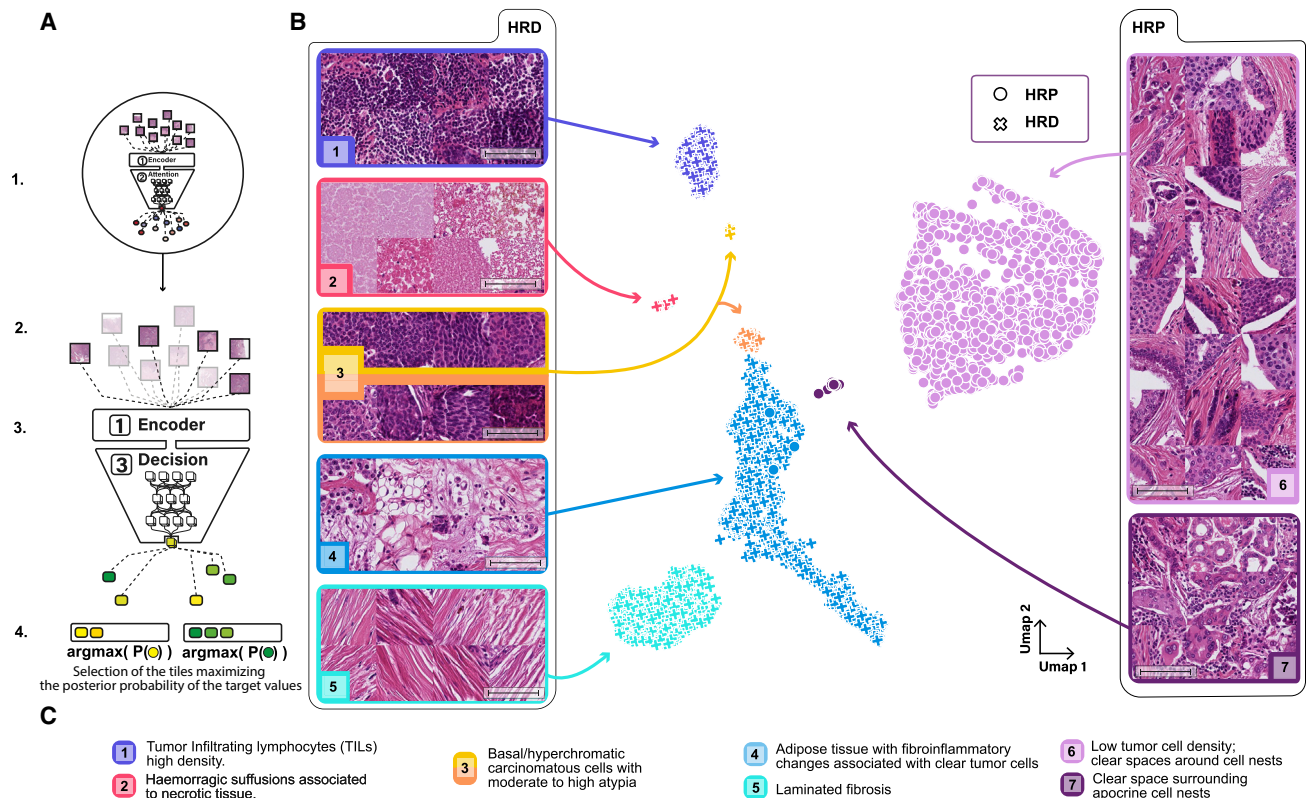 A
B
HRD
HRP
1.
1 Encoder
2 Attention
2.
3.
1 Encoder
3 Decision
4.
argmax( P( ) ) argmax( P( ) )
Selection of the tiles maximizing
the posterior probability of the target values
1
2
3
4
5
HRP
HRD
Umap 2
Umap 1
6
7
C
1 Tumor Infiltrating lymphocytes (TILs)
high density.
2 Haemorragic suffusions associated
to necrotic tissue.
3 Basal/hyperchromatic
carcinomatous cells with
moderate to high atypia
4 Adipose tissue with fibroinflammatory
changes associated with clear tumor cells
5 Laminated fibrosis
6 Low tumor cell density;
clear spaces around cell nests
7 Clear space surrounding
apocrine cell nests